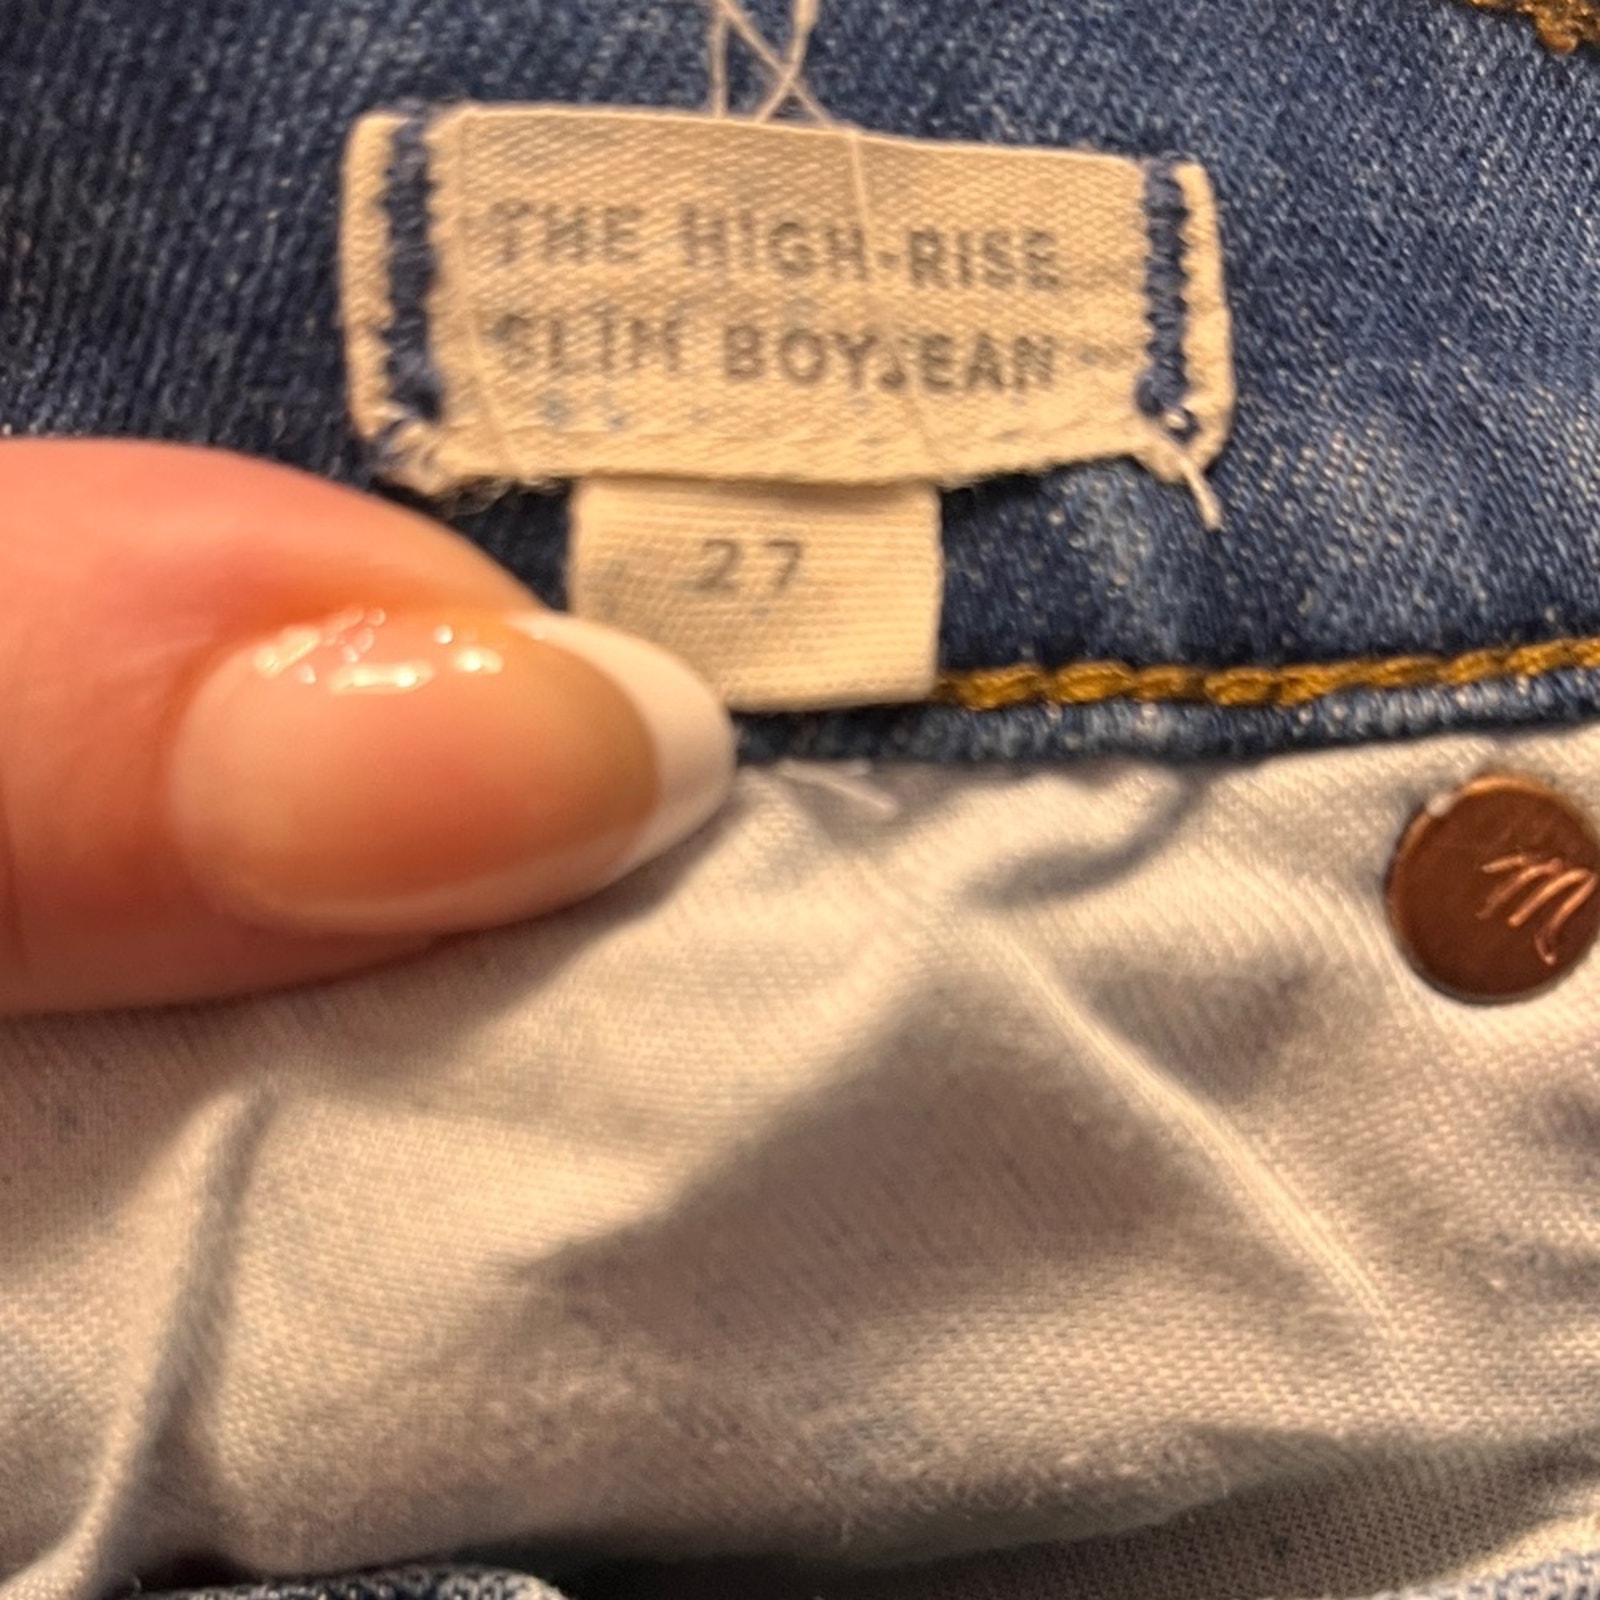 THE HIGH-RISE
SLIM BOYJEAN
27
m